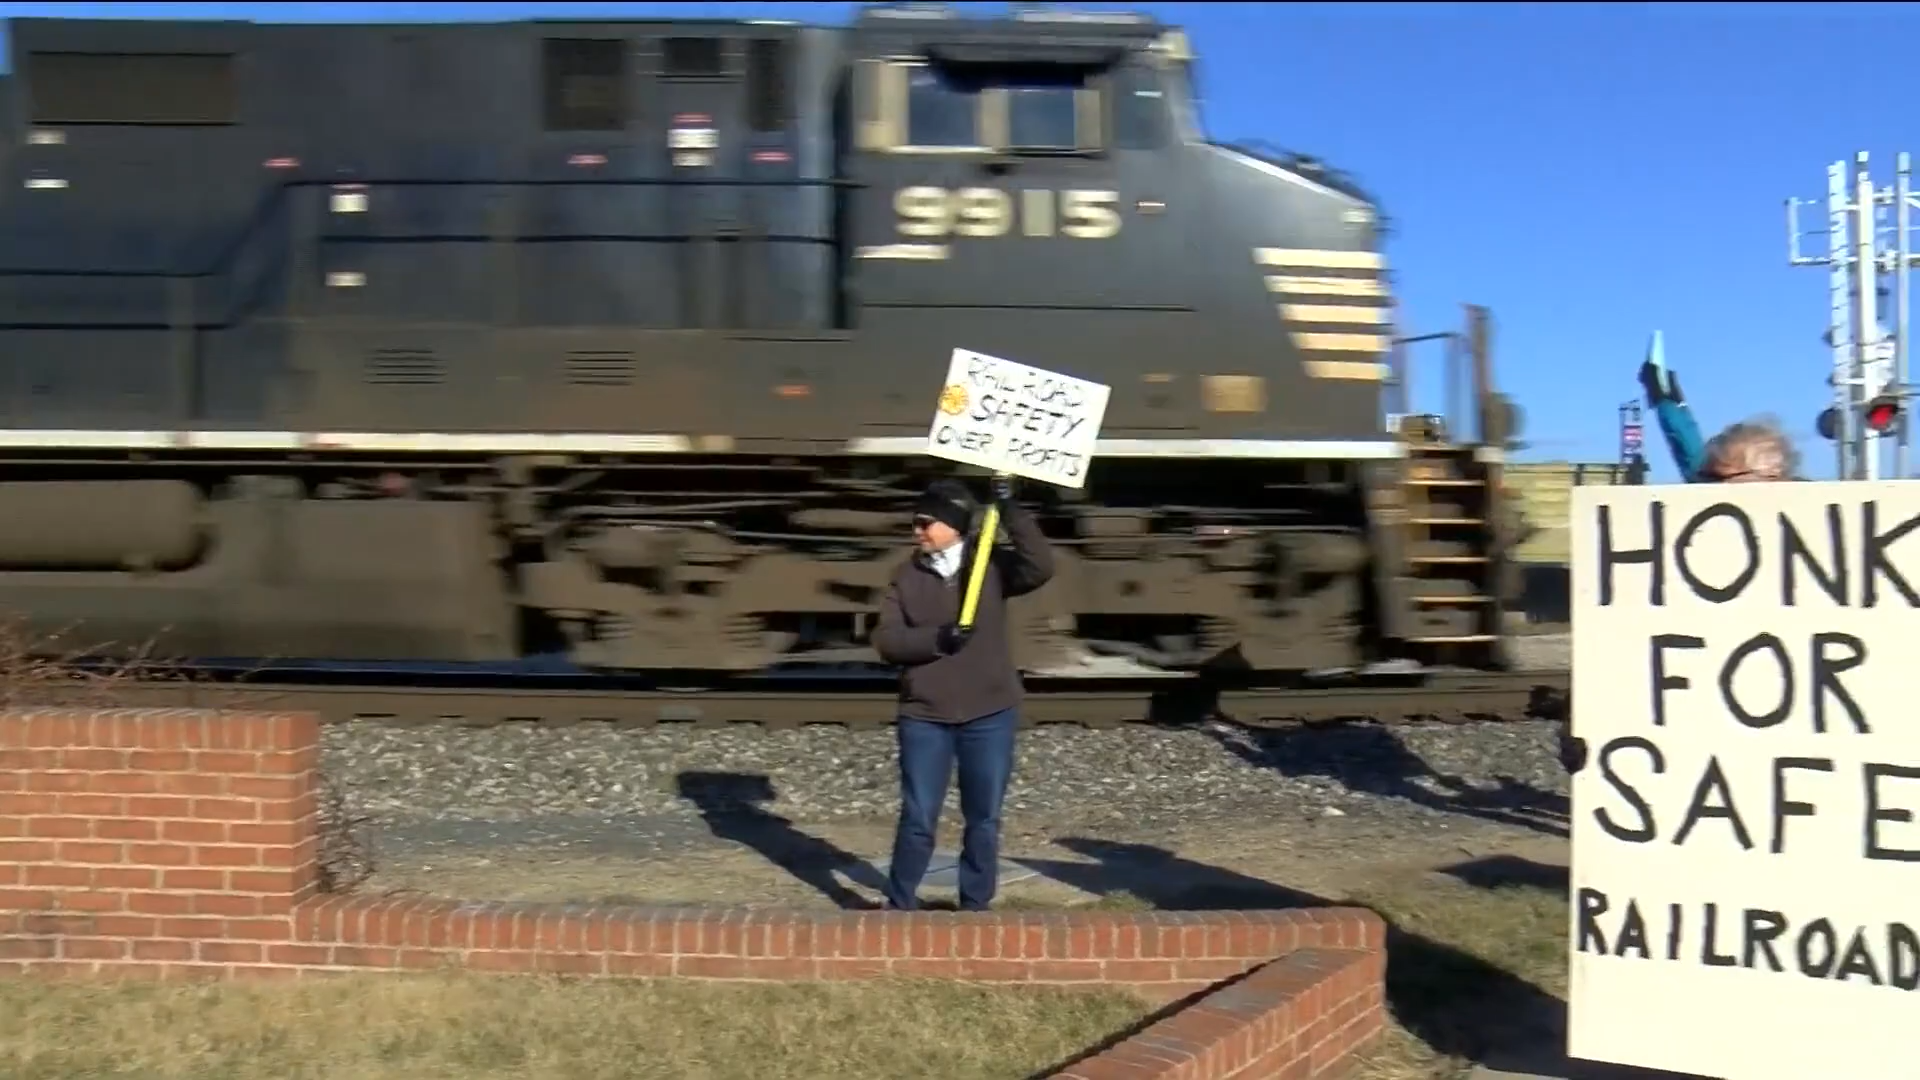 9915
RAILROAD
SAFETY
OVER PROFITS
HONK
FOR
SAFE
RAILROAD